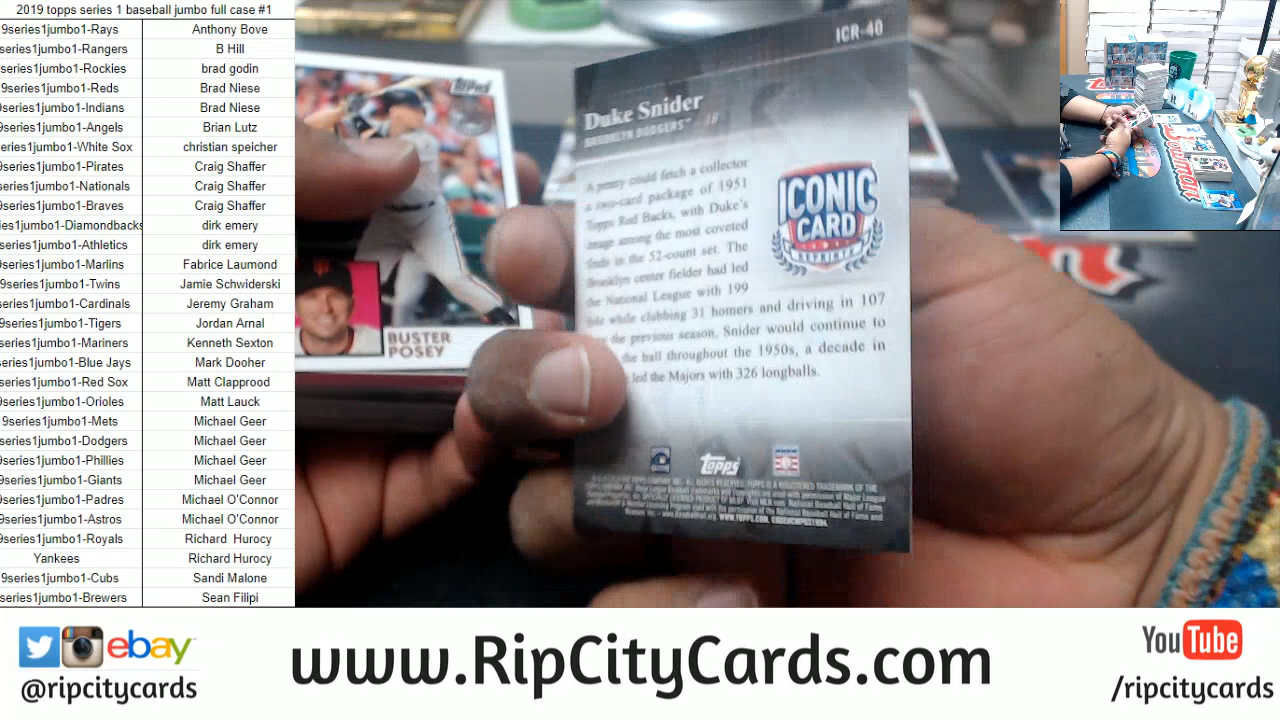 2019 topps series 1 baseball jumbo full case #1
9series1jumbo1-Rays Anthony Bove
series1jumbo1-Rangers B Hill
series1jumbo1-Rockies brad godin
9series1jumbo1-Reds Brad Niese
series1jumbo1-Indians Brad Niese
9series1jumbo1-Angels Brian Lutz
eries1jumbo1-White Sox christian speicher
series1jumbo1-Pirates Craig Shaffer
eries1jumbo1-Nationals Craig Shaffer
series1jumbo1-Braves Craig Shaffer
ies1jumbo1-Diamondbacks dirk emery
eries1jumbo1-Athletics dirk emery
series1jumbo1-Marlins Fabrice Laumond
9series1jumbo1-Twins Jamie Schwiderski
eries1jumbo1-Cardinals Jeremy Graham
9series1jumbo1-Tigers Jordan Arnal
series1jumbo1-Mariners Kenneth Sexton
eries1jumbo1-Blue Jays Mark Dooher
eries1jumbo1-Red Sox Matt Clapprood
series1jumbo1-Orioles Matt Lauck
9series1jumbo1-Mets Michael Geer
series1jumbo1-Dodgers Michael Geer
series1jumbo1-Phillies Michael Geer
9series1jumbo1-Giants Michael Geer
series1jumbo1-Padres Michael O'Connor
9series1jumbo1-Astros Michael O'Connor
9series1jumbo1-Royals Richard Hurocy
Yankees Richard Hurocy
9series1jumbo1-Cubs Sandi Malone
series1jumbo1-Brewers Sean Filipi
Topps
BUSTER
POSEY
ICR-40
Duke Snider
BROOKLYN DODGERS
A penny could fetch a collector
a two-card package of 1951
Topps Red Backs, with Duke's
image among the most coveted
finds in the 52-count set. The
Brooklyn center fielder had led
the National League with 199
while clubbing 31 homers and driving in 107
the previous season. Snider would continue to
the ball throughout the 1950s, a decade in
led the Majors with 326 longballs.
ICONIC
CARD
REPRINTS
Topps
Bowman
ebay
@ripcitycards
www.RipCityCards.com
YouTube
/ripcitycards